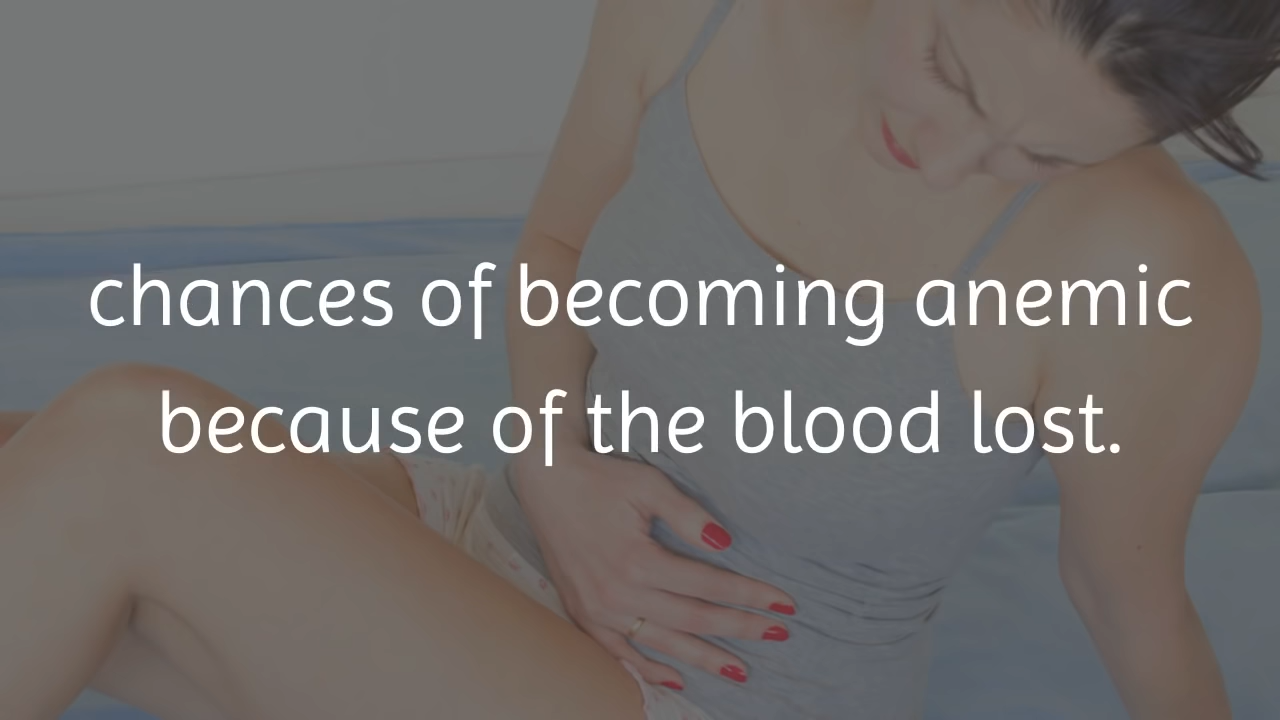 chances of becoming anemic
because of the blood lost.